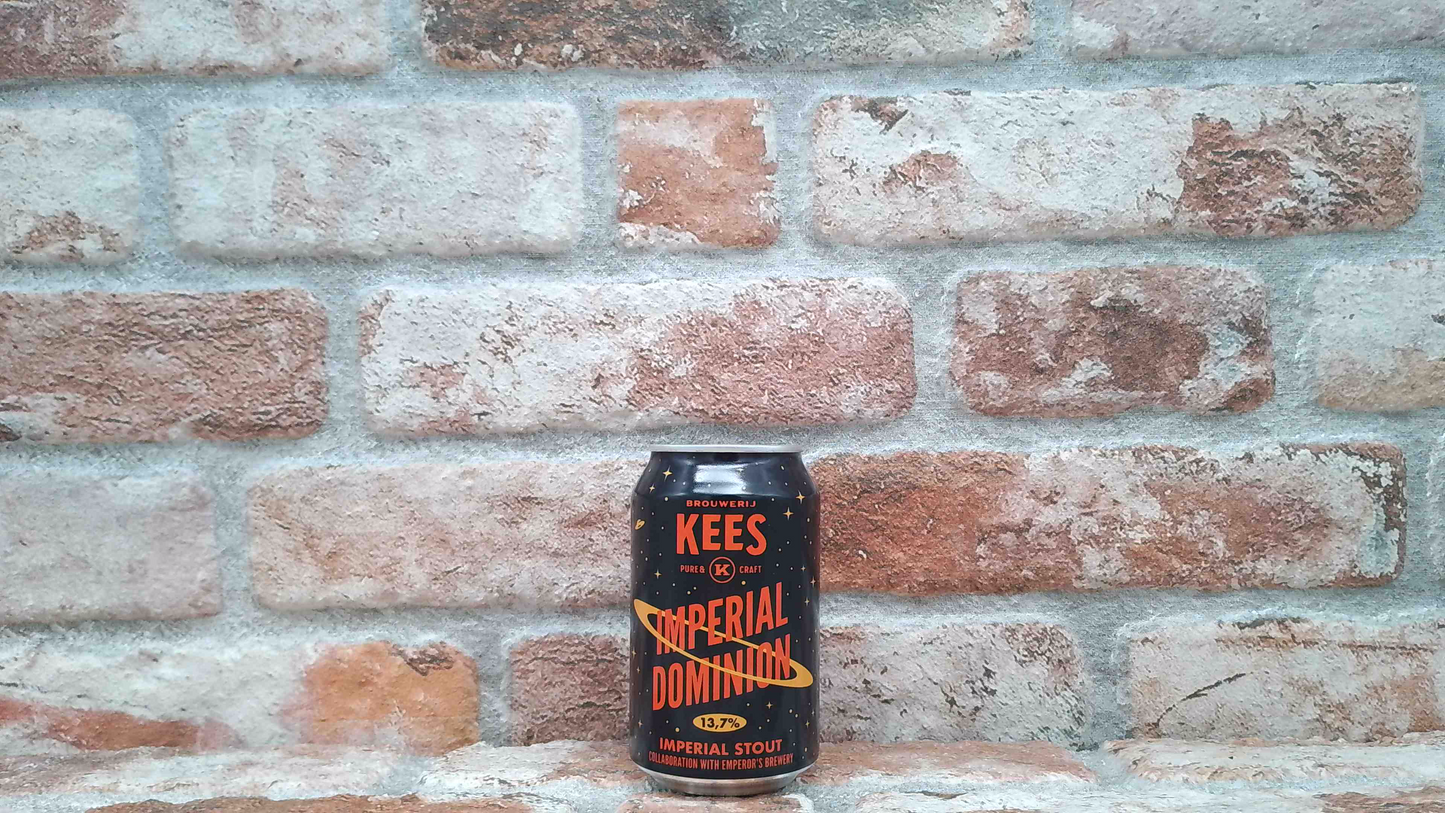 BROUWERIJ
KEES
PURE & K CRAFT
IMPERIAL
DOMINION
13,7%
IMPERIAL STOUT
COLLABORATION WITH EMPEROR'S BREWERY